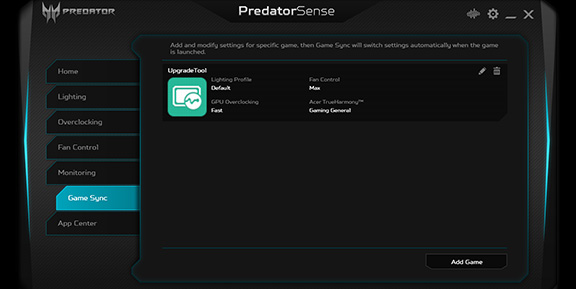 PREDATOR
PredatorSense
Add and modify settings for specific game, then Game Sync will switch settings automatically when the game
is launched.
Home
Lighting
Overclocking
Fan Control
Monitoring
Game Sync
App Center
UpgradeTool
Lighting Profile
Default
Fan Control
Max
GPU Overclocking
Fast
Acer TrueHarmony™
Gaming General
Add Game